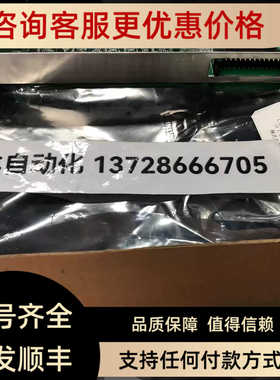 咨询客服更优惠价格
自动化 13728666705
号齐全
品质保障 值得信赖
发顺丰
支持任何付款方式